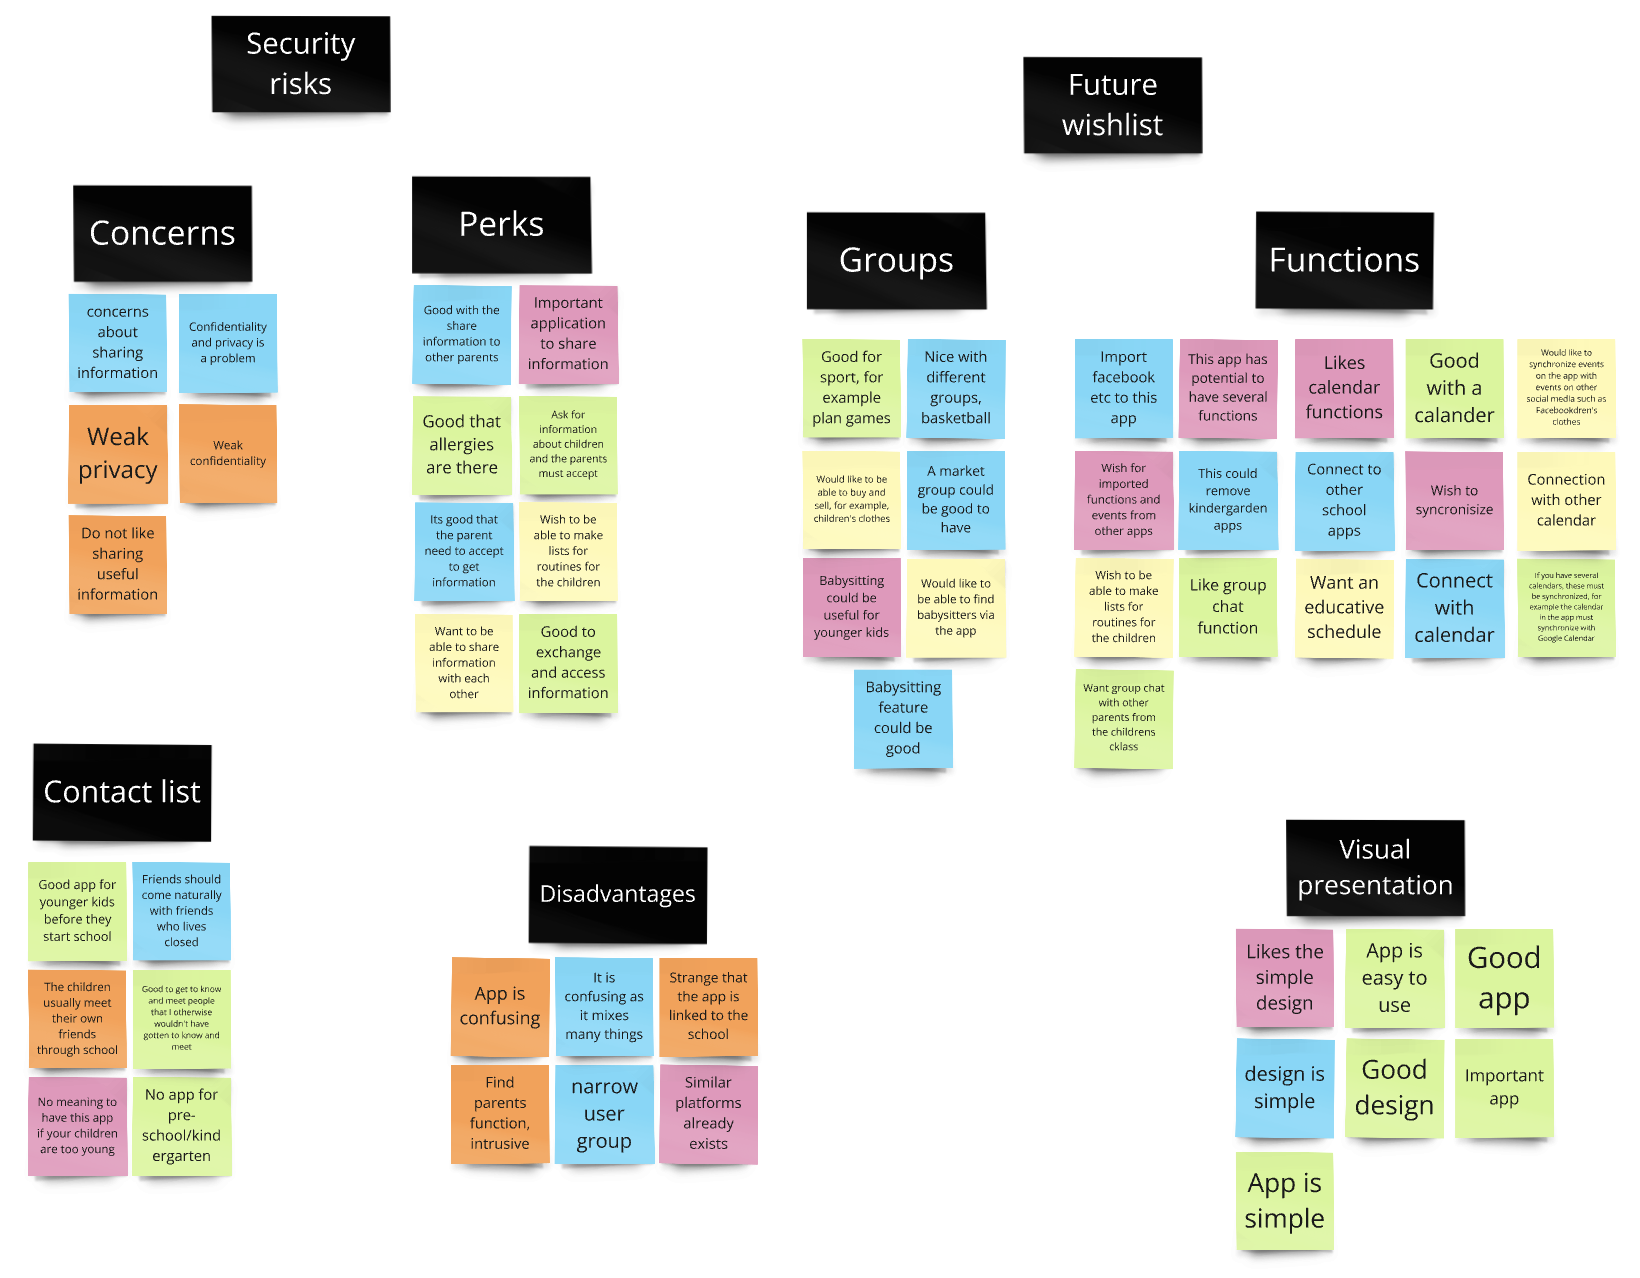 Security
risks
Future
wishlist
Concerns
concerns
about
sharing
information
Confidentiality
and privacy is
a problem
Weak
privacy
Weak
confidentiality
Do not like
sharing
useful
information
Perks
Good with the
share
information to
other parents
Important
application
to share
information
Good that
allergies
are there
Ask for
information
about children
and the parents
must accept
Its good that
the parent
need to accept
to get
information
Wish to be
able to make
lists for
routines for
the children
Want to be
able to share
information
with each
other
Good to
exchange
and access
information
Groups
Good for
sport, for
example
plan games
Nice with
different
groups,
basketball
Would like to be
able to buy and
sell, for example,
children's clothes
A market
group could
be good to
have
Babysitting
could be
useful for
younger kids
Would like to
be able to find
babysitters via
the app
Babysitting
feature
could be
good
Functions
Import
facebook
etc to this
app
This app has
potential to
have several
functions
Likes
calendar
functions
Good
with a
calander
Would like to
synchronize events
on the app with
events on other
social media such as
Facebookdren's
clothes
Wish for
imported
functions and
events from
other apps
This could
remove
kindergarden
apps
Connect to
other
school
apps
Wish to
syncronisize
Connection
with other
calendar
Wish to be
able to make
lists for
routines for
the children
Like group
chat
function
Want an
educative
schedule
Connect
with
calendar
If you have several
calendars, these must
be synchronized, for
example the calendar
in the app must
synchronize with
Google Calendar
Want group chat
with other
parents from
the childrens
cklass
Contact list
Good app for
younger kids
before they
start school
Friends should
come naturally
with friends
who lives
closed
The children
usually meet
their own
friends
through school
Good to get to know
and meet people
that I otherwise
wouldn't have
gotten to know and
meet
No meaning to
have this app
if your children
are too young
No app for
pre-
school/kind
ergarten
Disadvantages
App is
confusing
It is
confusing as
it mixes
many things
Strange that
the app is
linked to the
school
Find
parents
function,
intrusive
narrow
user
group
Similar
platforms
already
exists
Visual
presentation
Likes the
simple
design
App is
easy to
use
Good
app
design is
simple
Good
design
Important
app
App is
simple